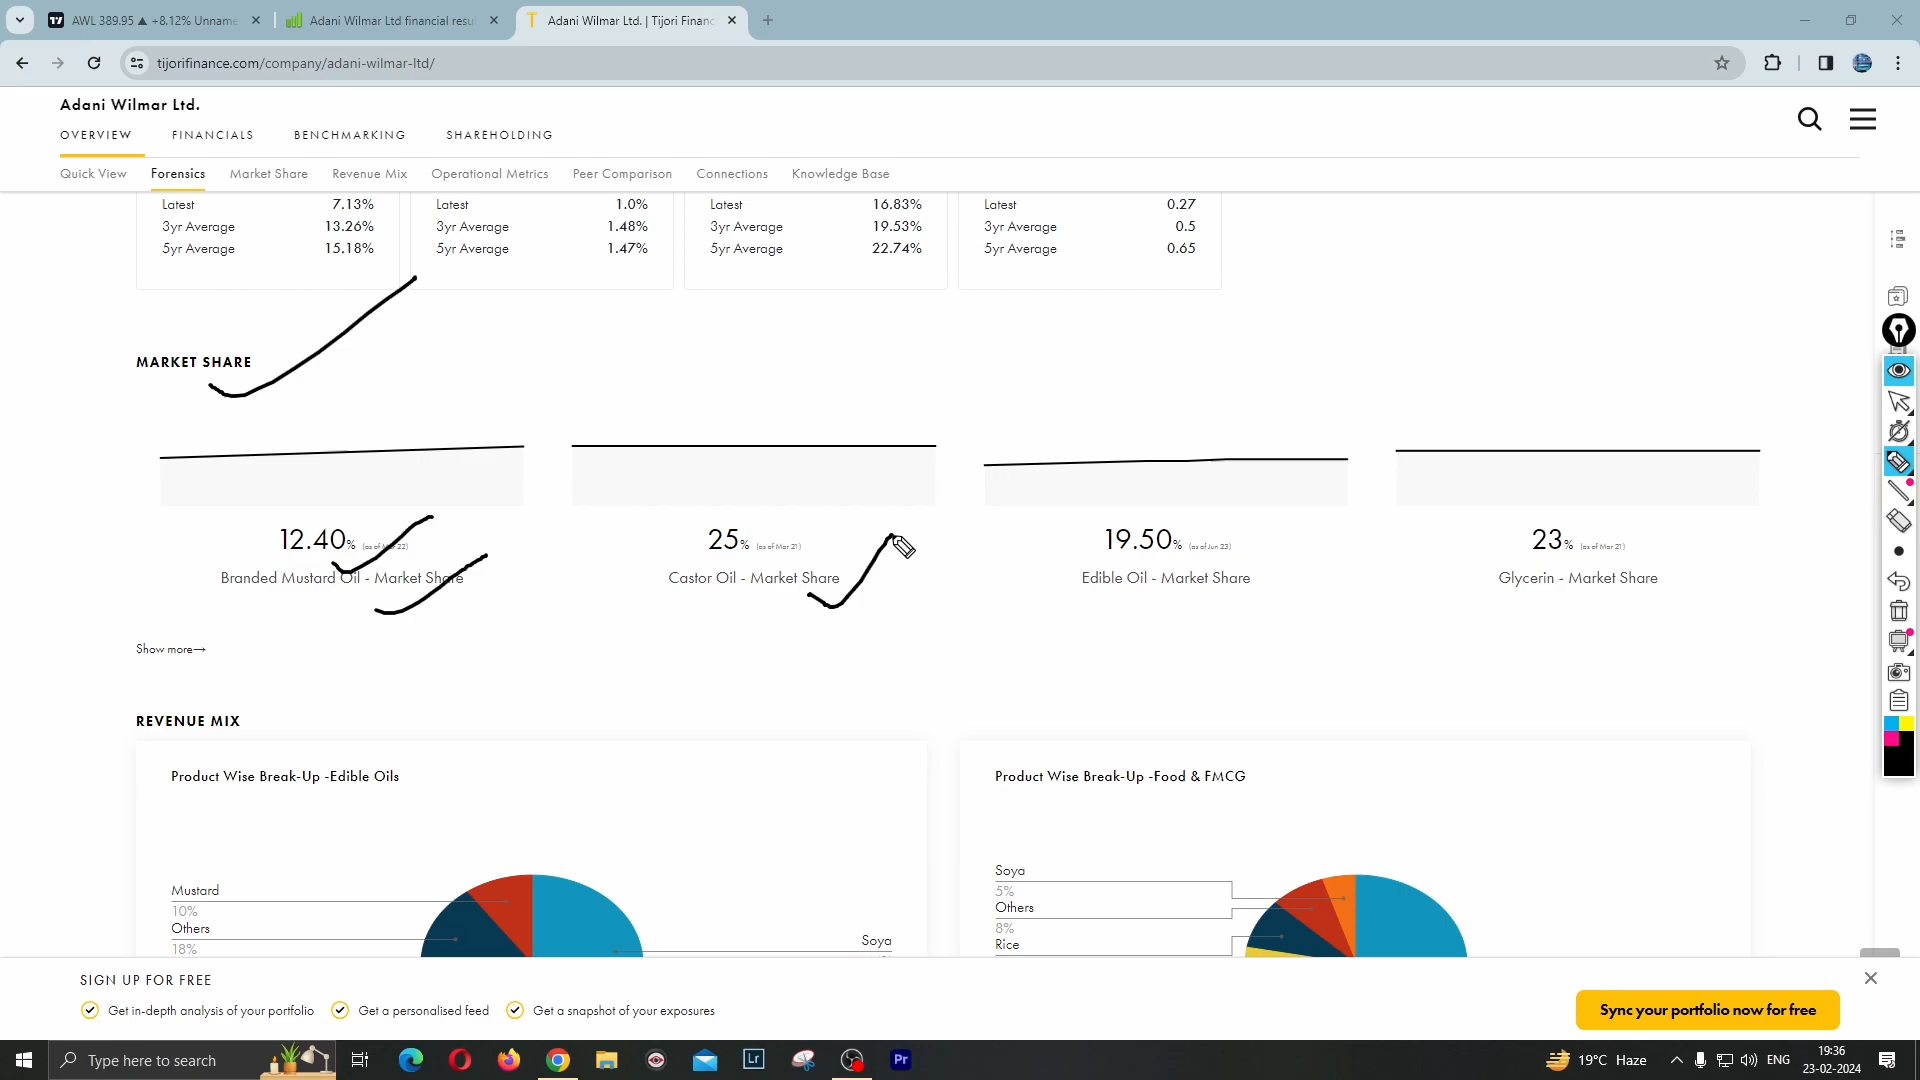 AWL 389.95 ▲ +8.12% Unname
Adani Wilmar Ltd financial resu
Adani Wilmar Ltd. | Tijori Financ
tijorifinance.com/company/adani-wilmar-ltd/
Adani Wilmar Ltd.
OVERVIEW FINANCIALS BENCHMARKING SHAREHOLDING
Quick View Forensics Market Share Revenue Mix Operational Metrics Peer Comparison Connections Knowledge Base
Latest 7.13% Latest 1.0% Latest 16.83% Latest 0.27
3yr Average 13.26% 3yr Average 1.48% 3yr Average 19.53% 3yr Average 0.5
5yr Average 15.18% 5yr Average 1.47% 5yr Average 22.74% 5yr Average 0.65
MARKET SHARE
12.40% (as of Mar 22) 25% (as of Mar 21) 19.50% (as of Jun 23) 23% (as of Mar 21)
Branded Mustard Oil - Market Share Castor Oil - Market Share Edible Oil - Market Share Glycerin - Market Share
Show more→
REVENUE MIX
Product Wise Break-Up -Edible Oils
Mustard
10%
Others
18%
Soya
Product Wise Break-Up -Food & FMCG
Soya
5%
Others
8%
Rice
SIGN UP FOR FREE
Get in-depth analysis of your portfolio Get a personalised feed Get a snapshot of your exposures
Sync your portfolio now for free
Type here to search
Lr
Pr
19°C Haze
ENG
19:36
23-02-2024